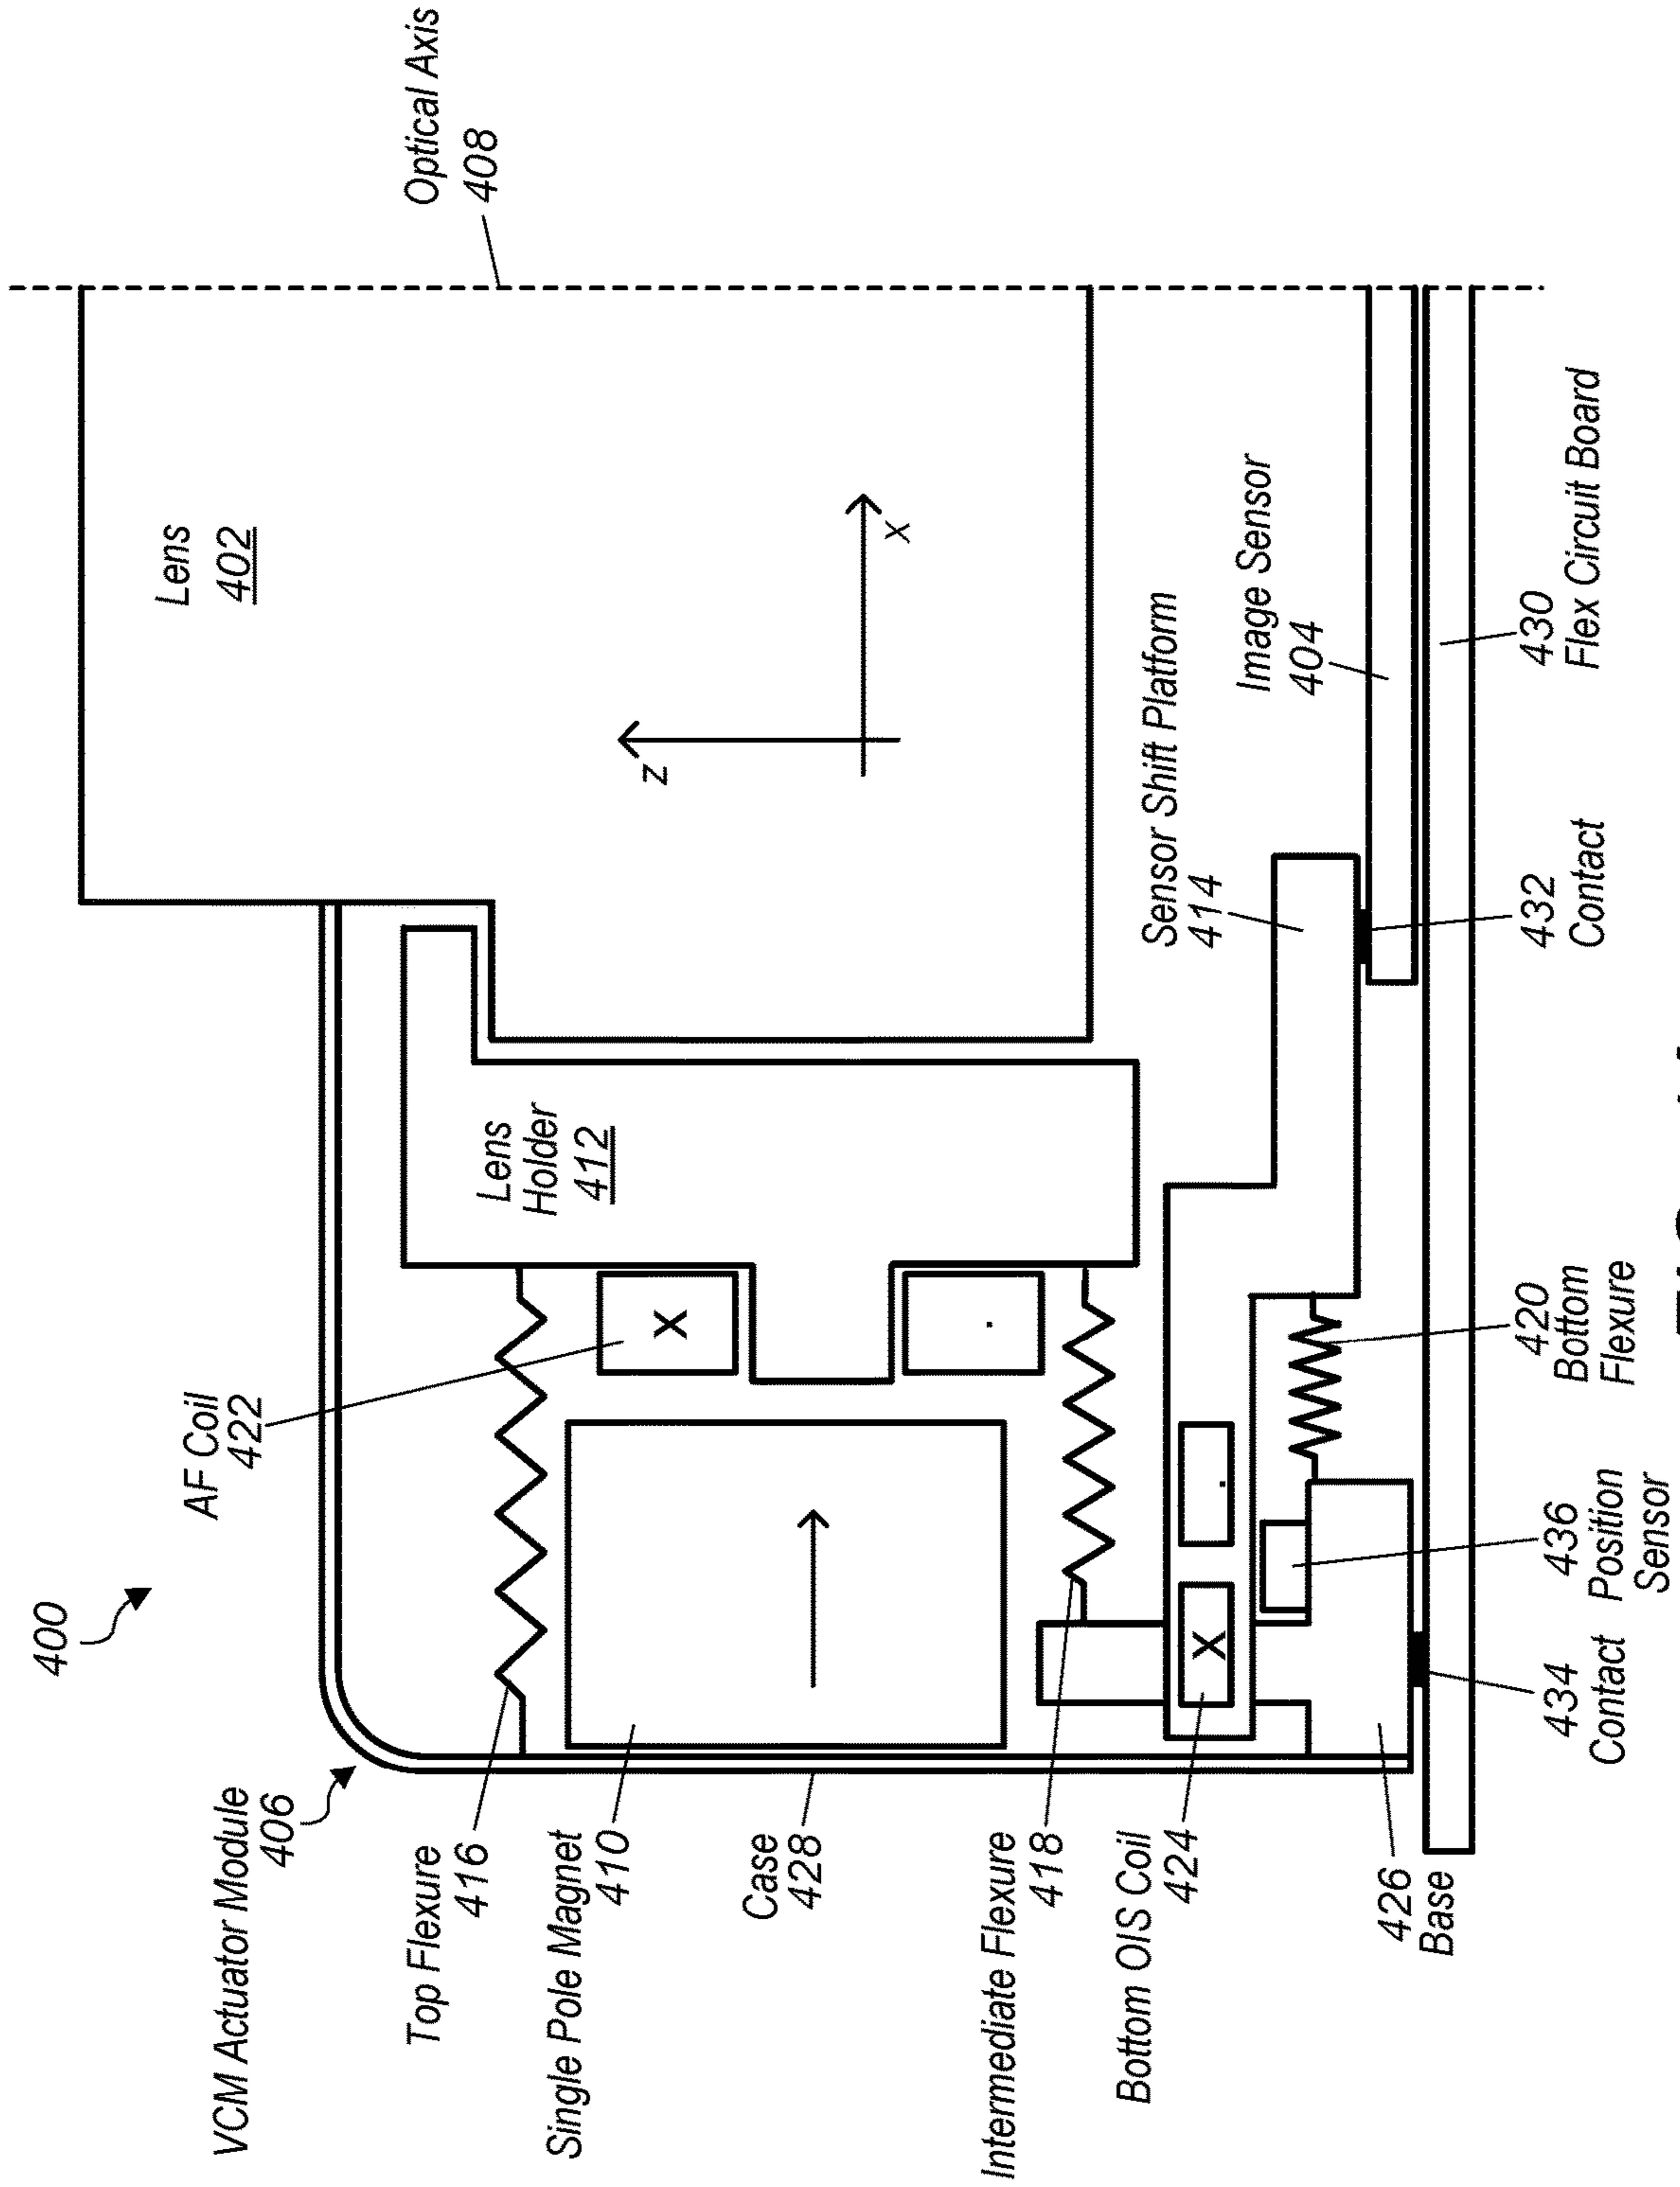 400
VCM Actuator Module
406
AF Coil
422
Lens
402
Optical Axis
408
Top Flexure
416
Lens
Holder
412
Single Pole Magnet
410
X
z
x
Case
428
Intermediate Flexure
418
Bottom OIS Coil
424
X
Sensor Shift Platform
414
Image Sensor
404
426
Base
434
Contact
436
Position
Sensor
420
Bottom
Flexure
432
Contact
430
Flex Circuit Board